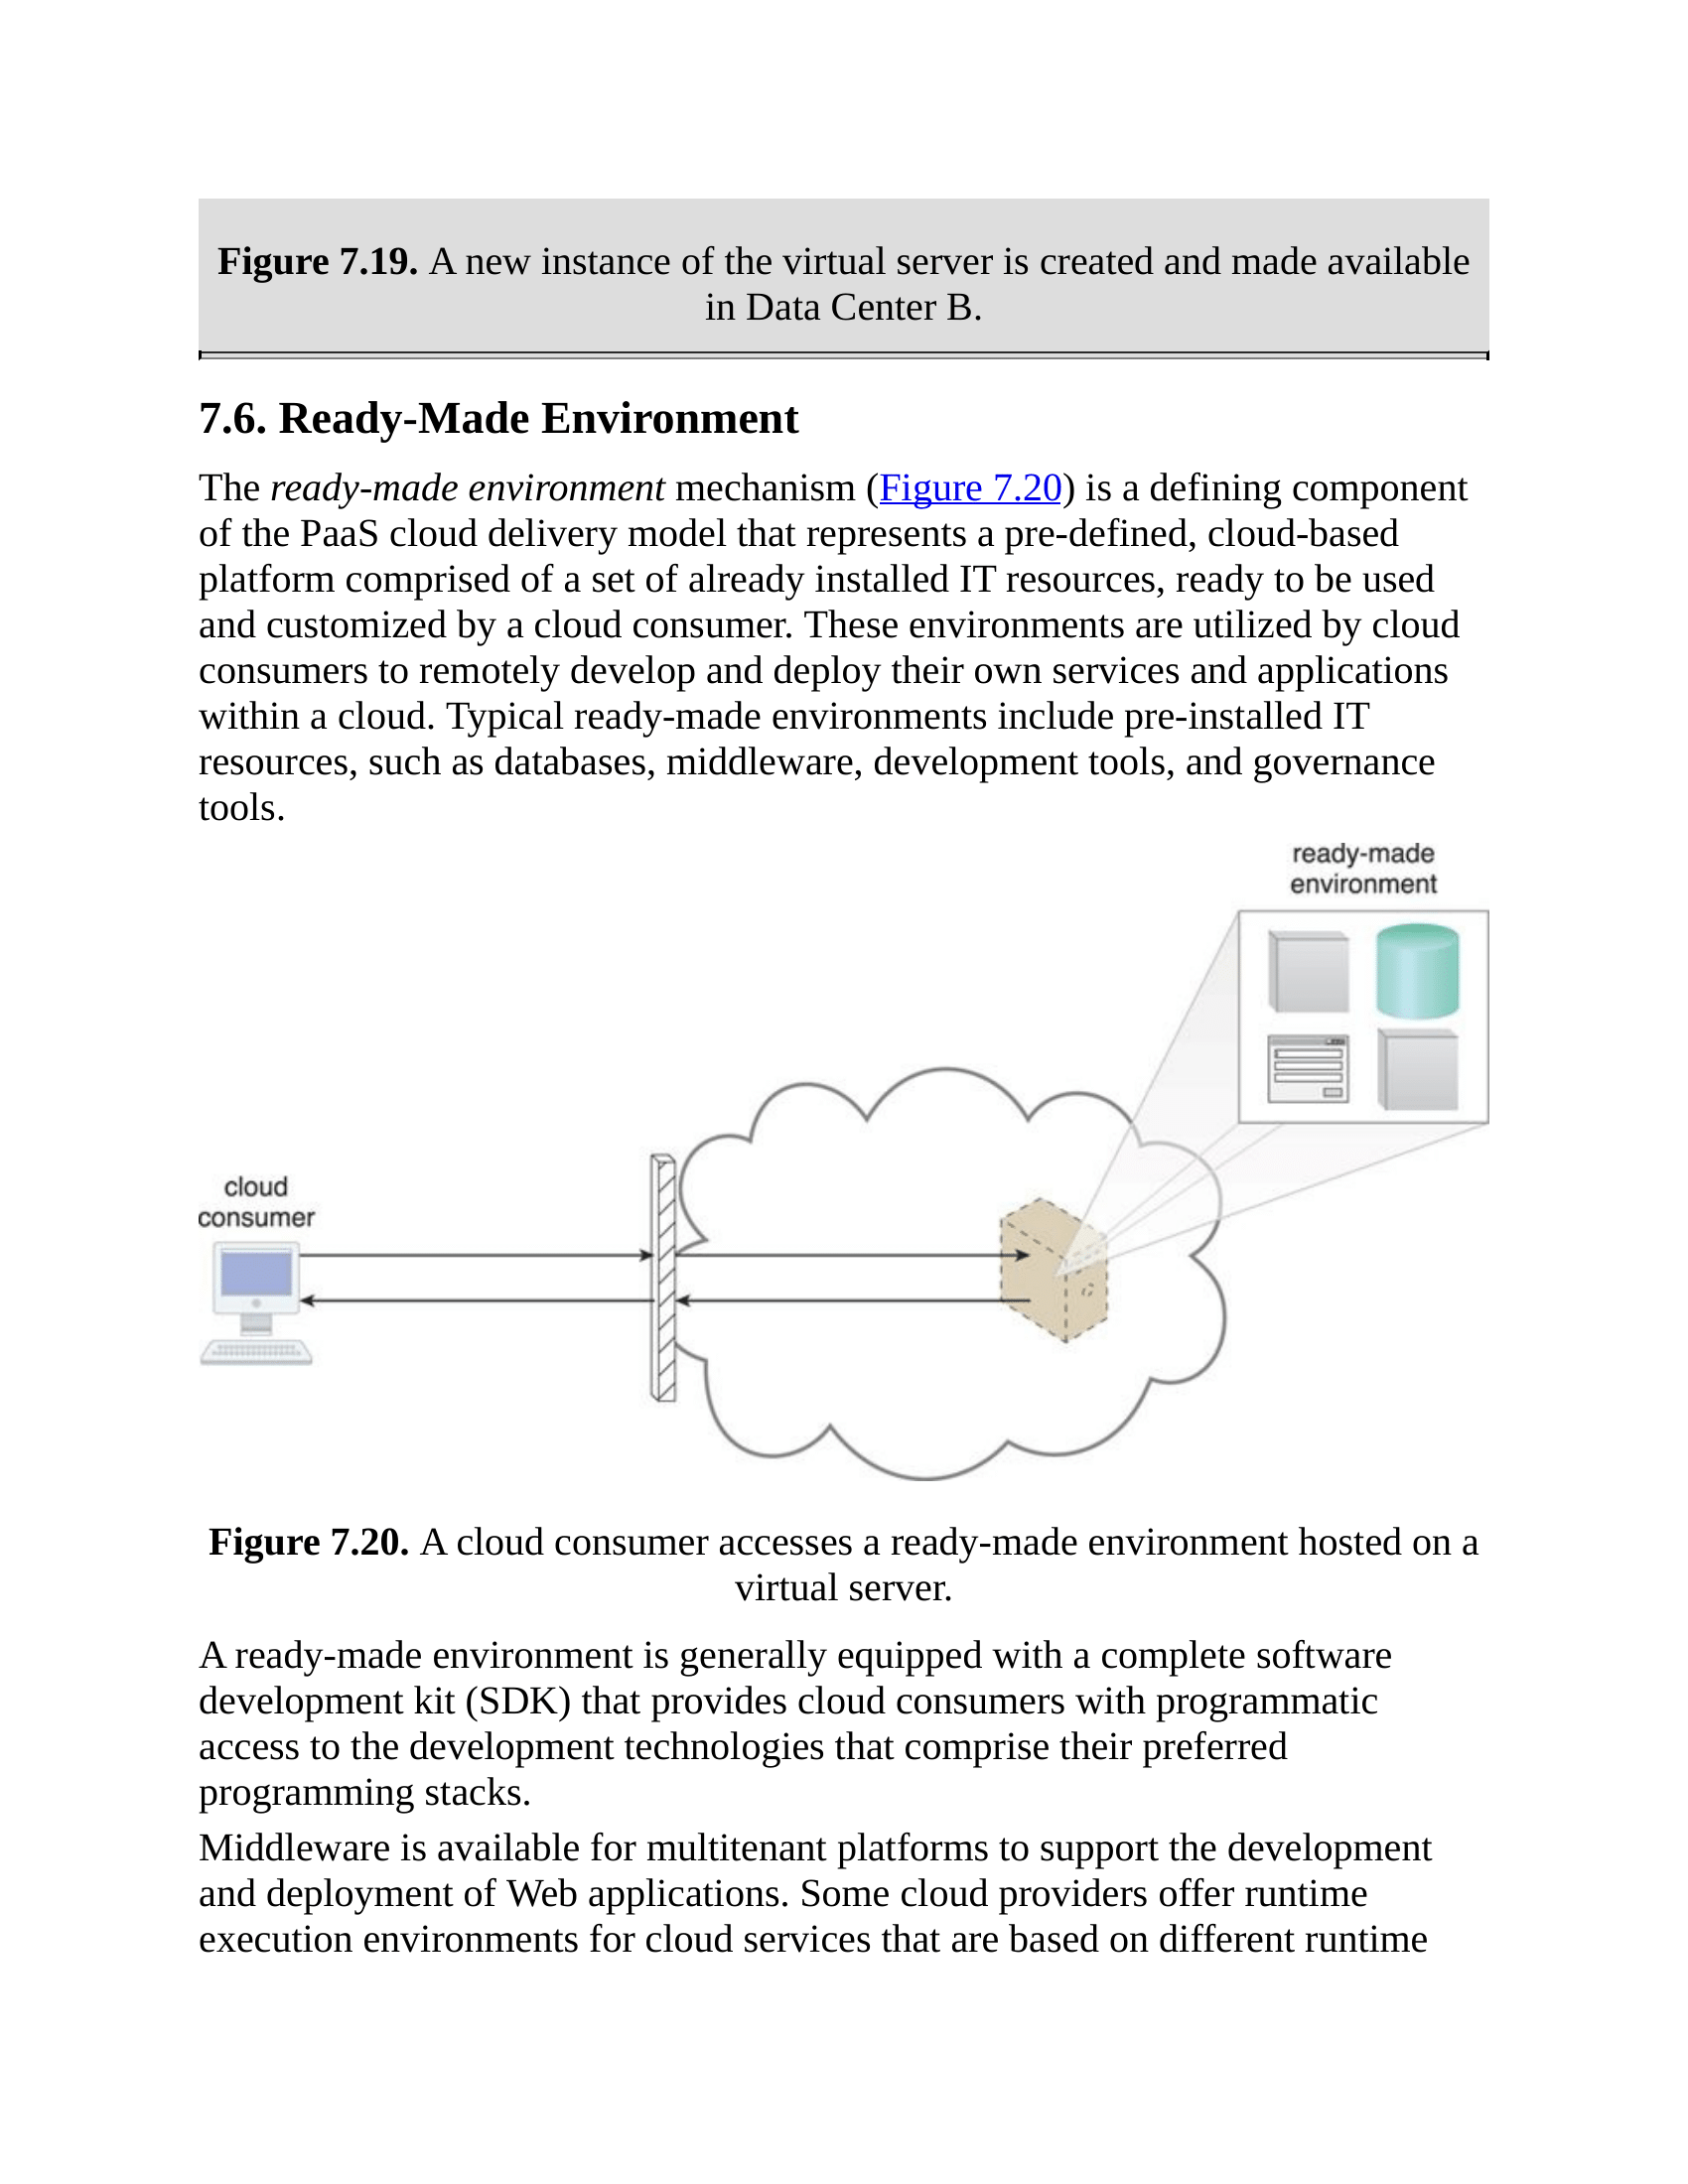 Figure 7.19. A new instance of the virtual server is created and made available
in Data Center B.
7.6. Ready-Made Environment
The ready-made environment mechanism (Figure 7.20) is a defining component
of the PaaS cloud delivery model that represents a pre-defined, cloud-based
platform comprised of a set of already installed IT resources, ready to be used
and customized by a cloud consumer. These environments are utilized by cloud
consumers to remotely develop and deploy their own services and applications
within a cloud. Typical ready-made environments include pre-installed IT
resources, such as databases, middleware, development tools, and governance
tools.
ready-made
environment
cloud
consumer
Figure 7.20. A cloud consumer accesses a ready-made environment hosted on a
virtual server.
A ready-made environment is generally equipped with a complete software
development kit (SDK) that provides cloud consumers with programmatic
access to the development technologies that comprise their preferred
programming stacks.
Middleware is available for multitenant platforms to support the development
and deployment of Web applications. Some cloud providers offer runtime
execution environments for cloud services that are based on different runtime